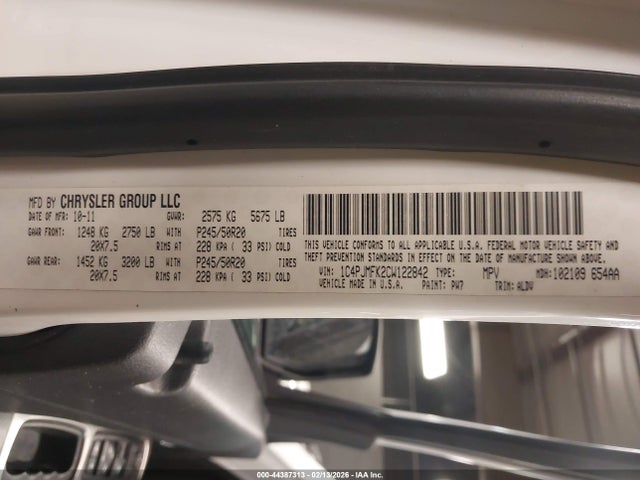 MFD BY CHRYSLER GROUP LLC
DATE OF MFR: 10-11 GVWR: 2575 KG 5675 LB
GAWR FRONT: 1248 KG 2750 LB WITH P245/50R20 TIRES
20X7.5 RIMS AT 228 KPA ( 33 PSI) COLD
GAWR REAR: 1452 KG 3200 LB WITH P245/50R20 TIRES
20X7.5 RIMS AT 228 KPA ( 33 PSI) COLD
THIS VEHICLE CONFORMS TO ALL APPLICABLE U.S.A. FEDERAL MOTOR VEHICLE SAFETY AND
THEFT PREVENTION STANDARDS IN EFFECT ON THE DATE OF MANUFACTURE SHOWN ABOVE.
VIN: 1C4PJMFK2CW122842 TYPE: MPV MDH: 102109 654AA
VEHICLE MADE IN U.S.A. PAINT: PW7 TRIM: ALDV
000-44387313 - 02/13/2026 - IAA Inc.